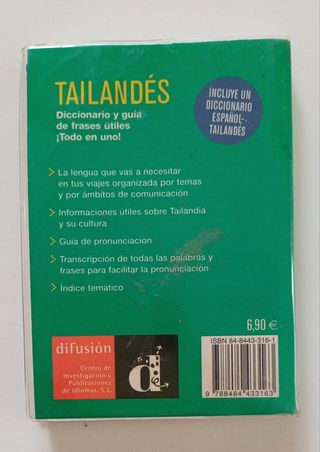 TAILANDÉS
Diccionario y guía
de frases útiles
¡Todo en uno!
INCLUYE UN
DICCIONARIO
ESPAÑOL-
TAILANDÉS
La lengua que vas a necesitar
en tus viajes organizada por temas
y por ámbitos de comunicación
Informaciones útiles sobre Tailandia
y su cultura
Guía de pronunciación
Transcripción de todas las palabras y
frases para facilitar la pronunciación
Índice temático
6,90 €
difusión
Centro de
Investigación y
Publicaciones
de Idiomas, S.L.
d
ISBN 84-8443-316-1
9 788484 433163